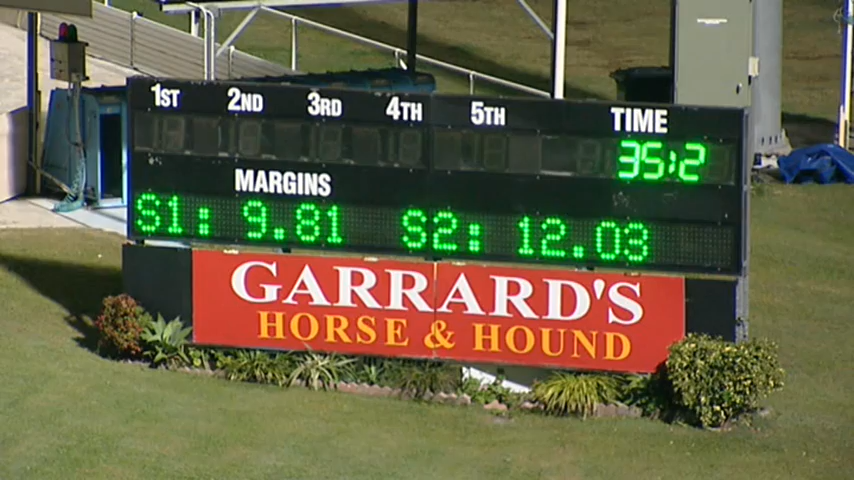 1ST 2ND 3RD 4TH 5TH TIME
35:2
MARGINS
S1: 9.81 S2: 12.03
GARRARD'S
HORSE & HOUND